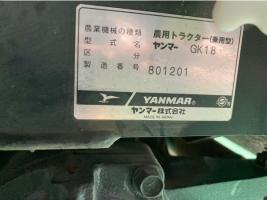 農業機械の種類 農用トラクター(乗用型)
型式名 ヤンマー GK18
区分
製造番号 801201
YANMAR
ヤンマー株式会社
MADE IN JAPAN